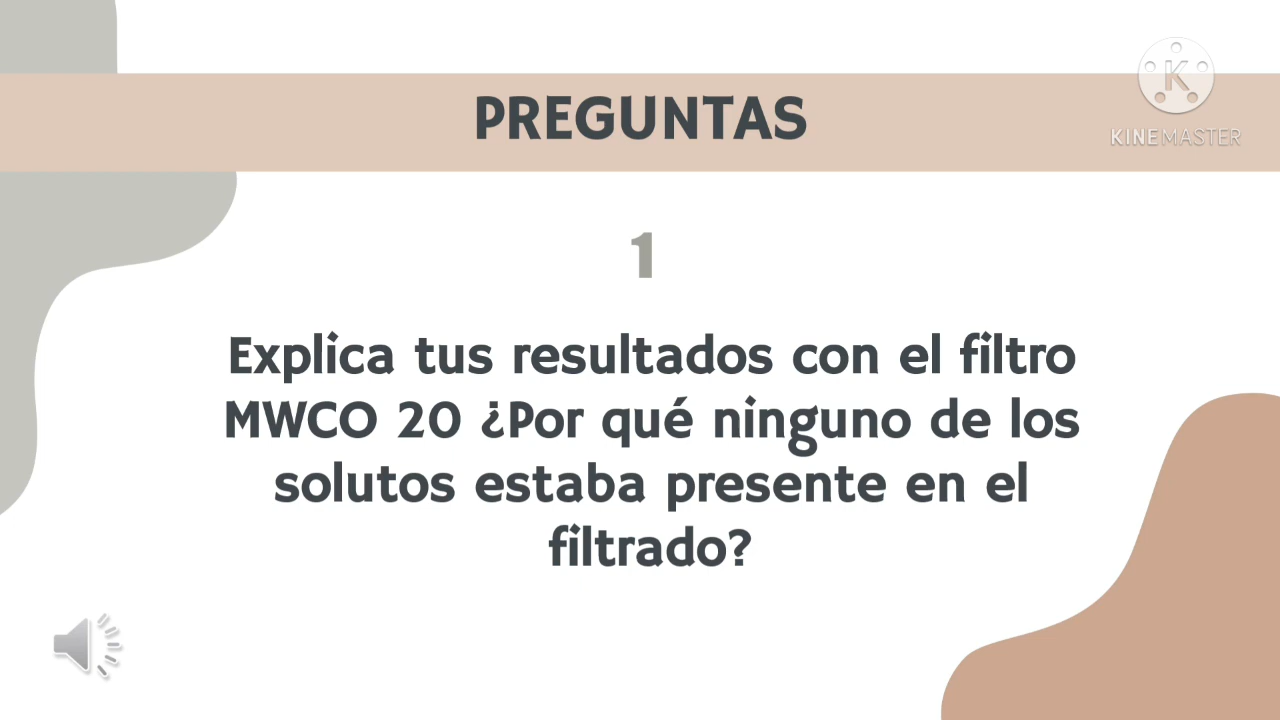 PREGUNTAS
K
KINEMASTER
1
Explica tus resultados con el filtro
MWCO 20 ¿Por qué ninguno de los
solutos estaba presente en el
filtrado?